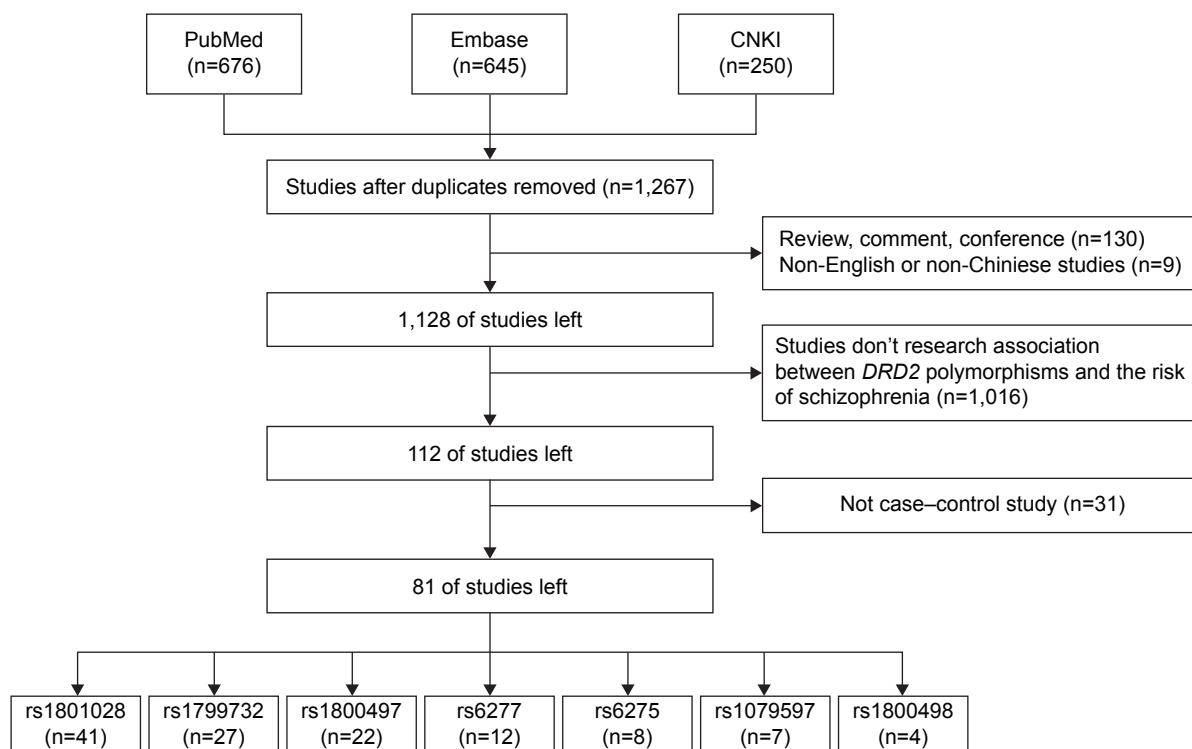 PubMed
(n=676)
Embase
(n=645)
CNKI
(n=250)
Studies after duplicates removed (n=1,267)
Review, comment, conference (n=130)
Non-English or non-Chiniese studies (n=9)
1,128 of studies left
Studies don’t research association
between DRD2 polymorphisms and the risk
of schizophrenia (n=1,016)
112 of studies left
Not case–control study (n=31)
81 of studies left
rs1801028
(n=41)
rs1799732
(n=27)
rs1800497
(n=22)
rs6277
(n=12)
rs6275
(n=8)
rs1079597
(n=7)
rs1800498
(n=4)